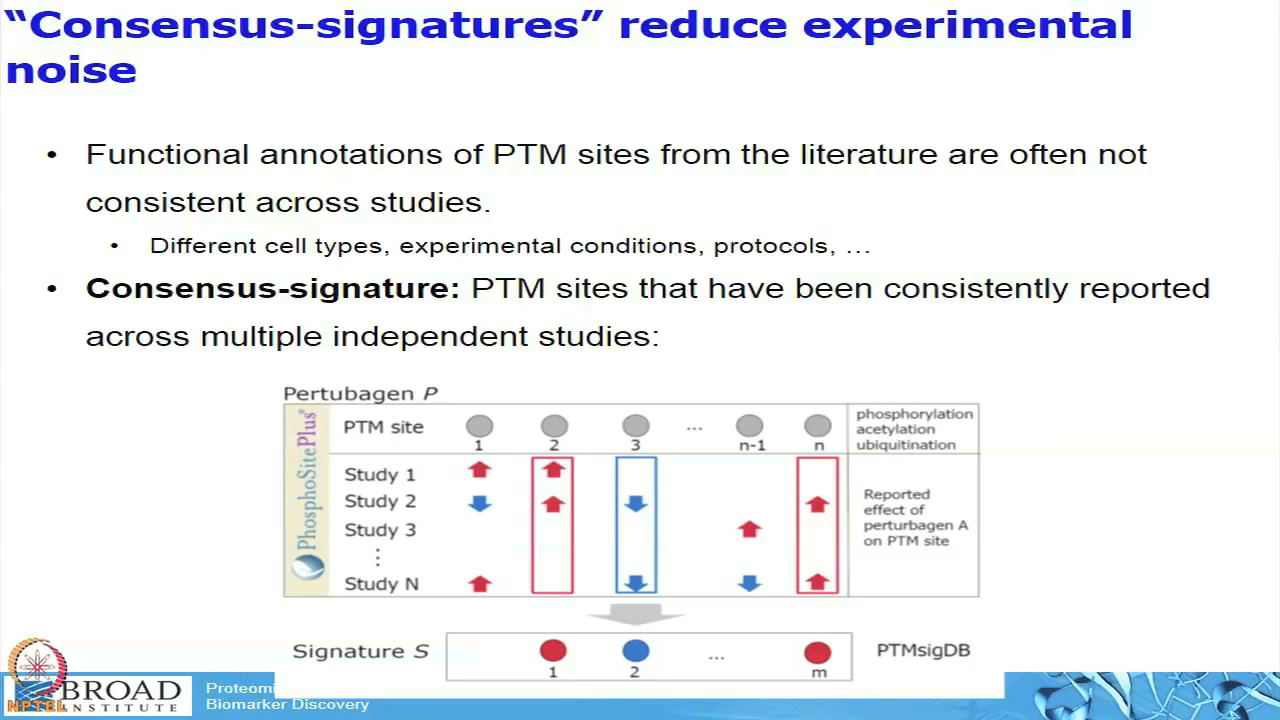 “Consensus-signatures” reduce experimental
noise
• Functional annotations of PTM sites from the literature are often not
consistent across studies.
• Different cell types, experimental conditions, protocols, …
• Consensus-signature: PTM sites that have been consistently reported
across multiple independent studies:
Pertubagen P
PhosphoSitePlus®
PTM site
1 2 3 ... n-1 n
phosphorylation
acetylation
ubiquitination
Study 1
Study 2
Study 3
⋮
Study N
Reported
effect of
perturbagen A
on PTM site
Signature S
1 2 ... m
PTMsigDB
BROAD
INSTITUTE
NPTEL
Proteomi
Biomarker Discovery